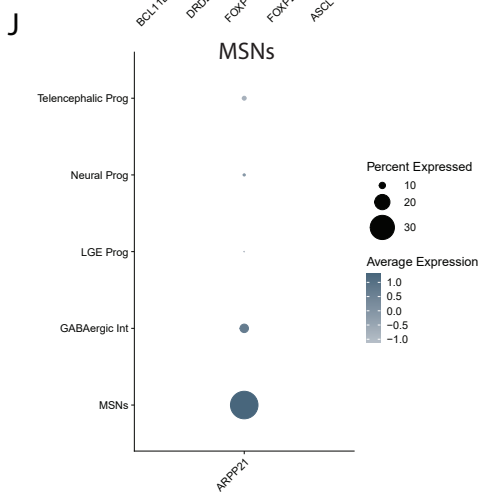 J
MSNs
Telencephalic Prog
Neural Prog
LGE Prog
GABAergic Int
MSNs
ARPP21
Percent Expressed
10
20
30
Average Expression
1.0
0.5
0.0
−0.5
−1.0